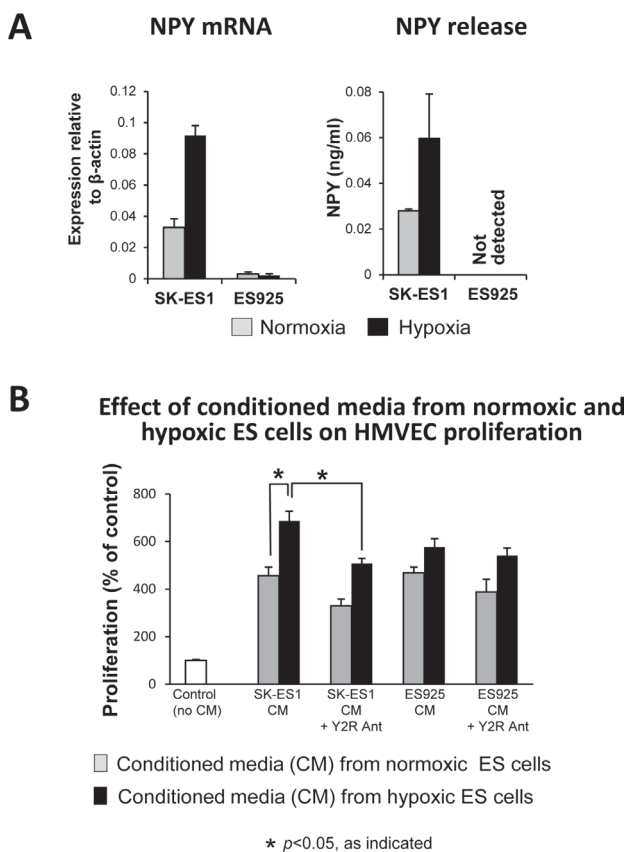 A
NPY mRNA
NPY release
Expression relative
to β-actin
0.12
0.1
0.08
0.06
0.04
0.02
0
SK-ES1
ES925
NPY (ng/ml)
0.08
0.06
0.04
0.02
0
Not
detected
SK-ES1
ES925
Normoxia
Hypoxia
B
Effect of conditioned media from normoxic and
hypoxic ES cells on HMVEC proliferation
Proliferation (% of control)
800
600
400
200
0
*
*
Control
(no CM)
SK-ES1
CM
SK-ES1
CM
+ Y2R Ant
ES925
CM
ES925
CM
+ Y2R Ant
Conditioned media (CM) from normoxic ES cells
Conditioned media (CM) from hypoxic ES cells
* p<0.05, as indicated